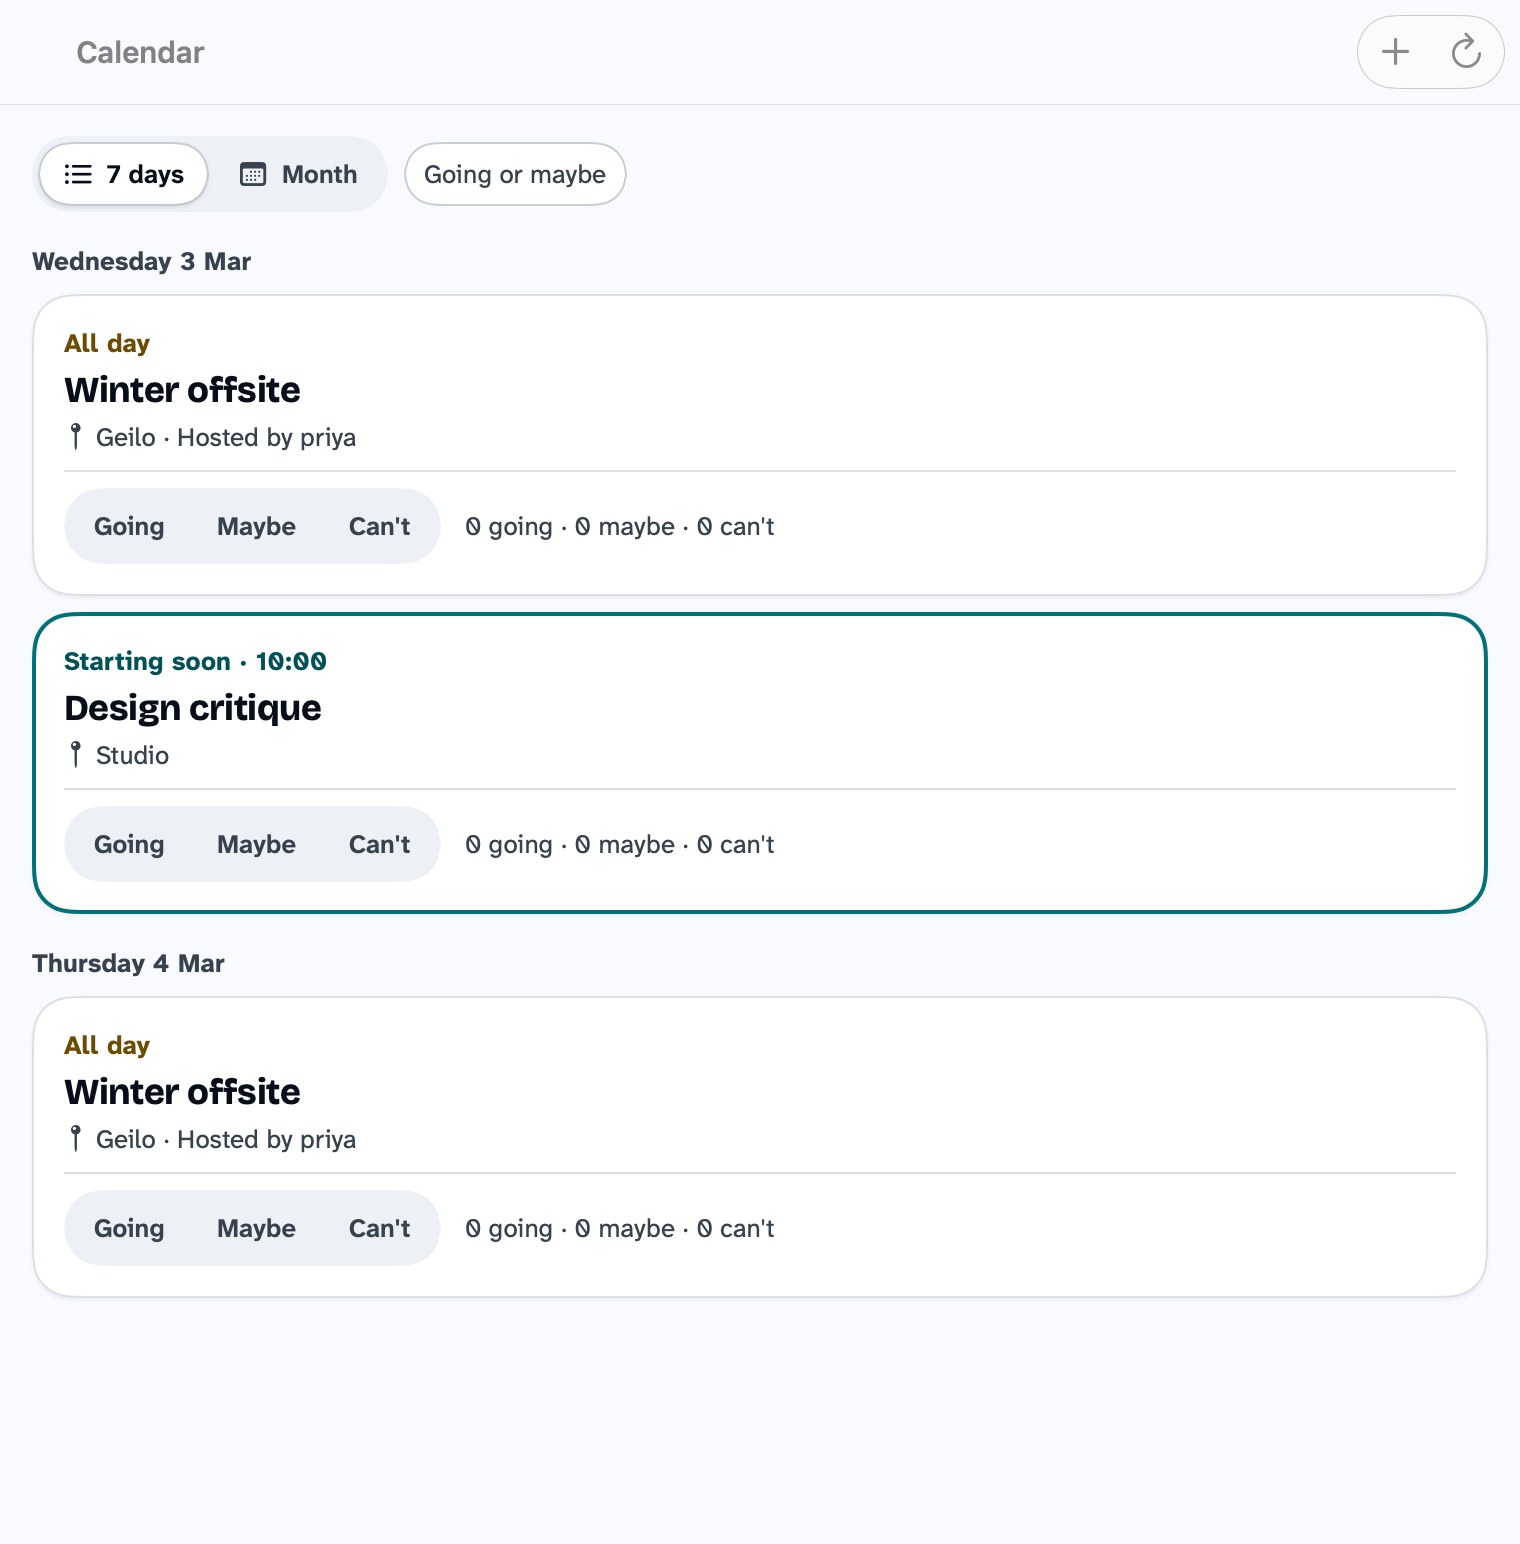 Calendar
7 days Month Going or maybe
Wednesday 3 Mar
All day
Winter offsite
Geilo · Hosted by priya
Going Maybe Can't 0 going · 0 maybe · 0 can't
Starting soon · 10:00
Design critique
Studio
Going Maybe Can't 0 going · 0 maybe · 0 can't
Thursday 4 Mar
All day
Winter offsite
Geilo · Hosted by priya
Going Maybe Can't 0 going · 0 maybe · 0 can't